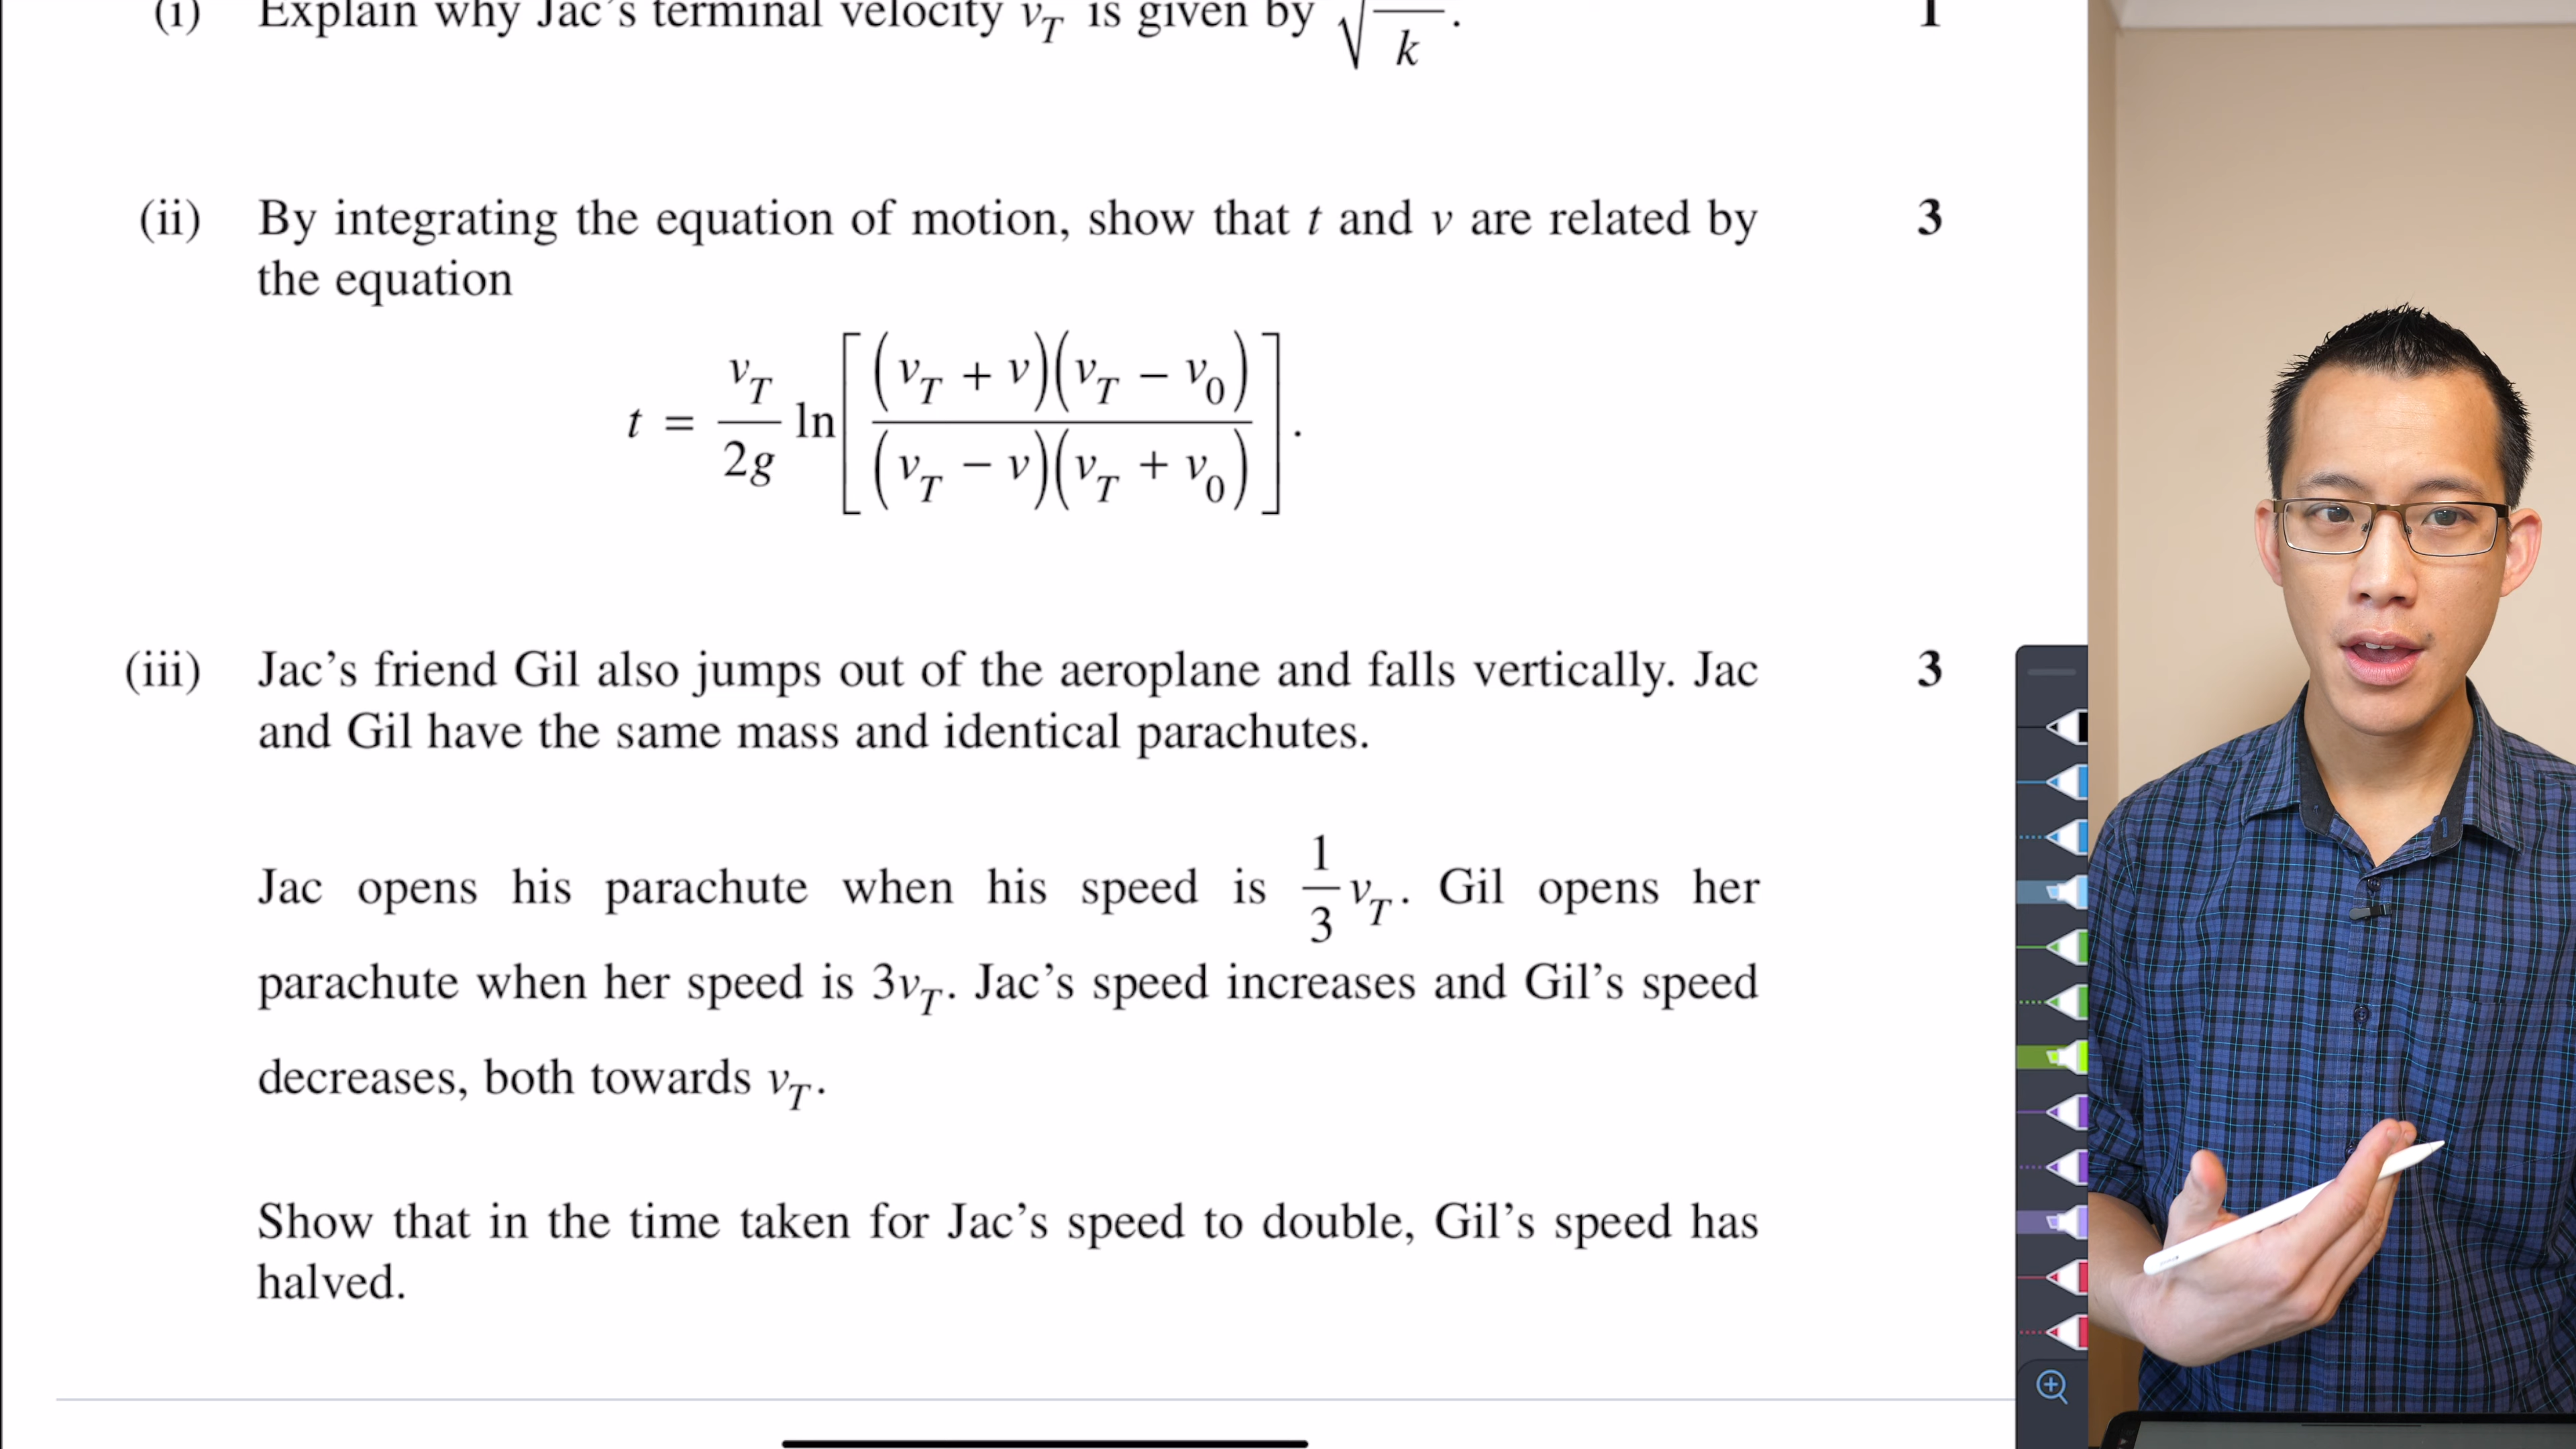 (i) Explain why Jac's terminal velocity v_T is given by √(—/k). 1
(ii) By integrating the equation of motion, show that t and v are related by 3
the equation
t = v_T/2g ln[(v_T + v)(v_T − v_0)/(v_T − v)(v_T + v_0)].
(iii) Jac's friend Gil also jumps out of the aeroplane and falls vertically. Jac 3
and Gil have the same mass and identical parachutes.
Jac opens his parachute when his speed is 1/3 v_T. Gil opens her
parachute when her speed is 3v_T. Jac's speed increases and Gil's speed
decreases, both towards v_T.
Show that in the time taken for Jac's speed to double, Gil's speed has
halved.